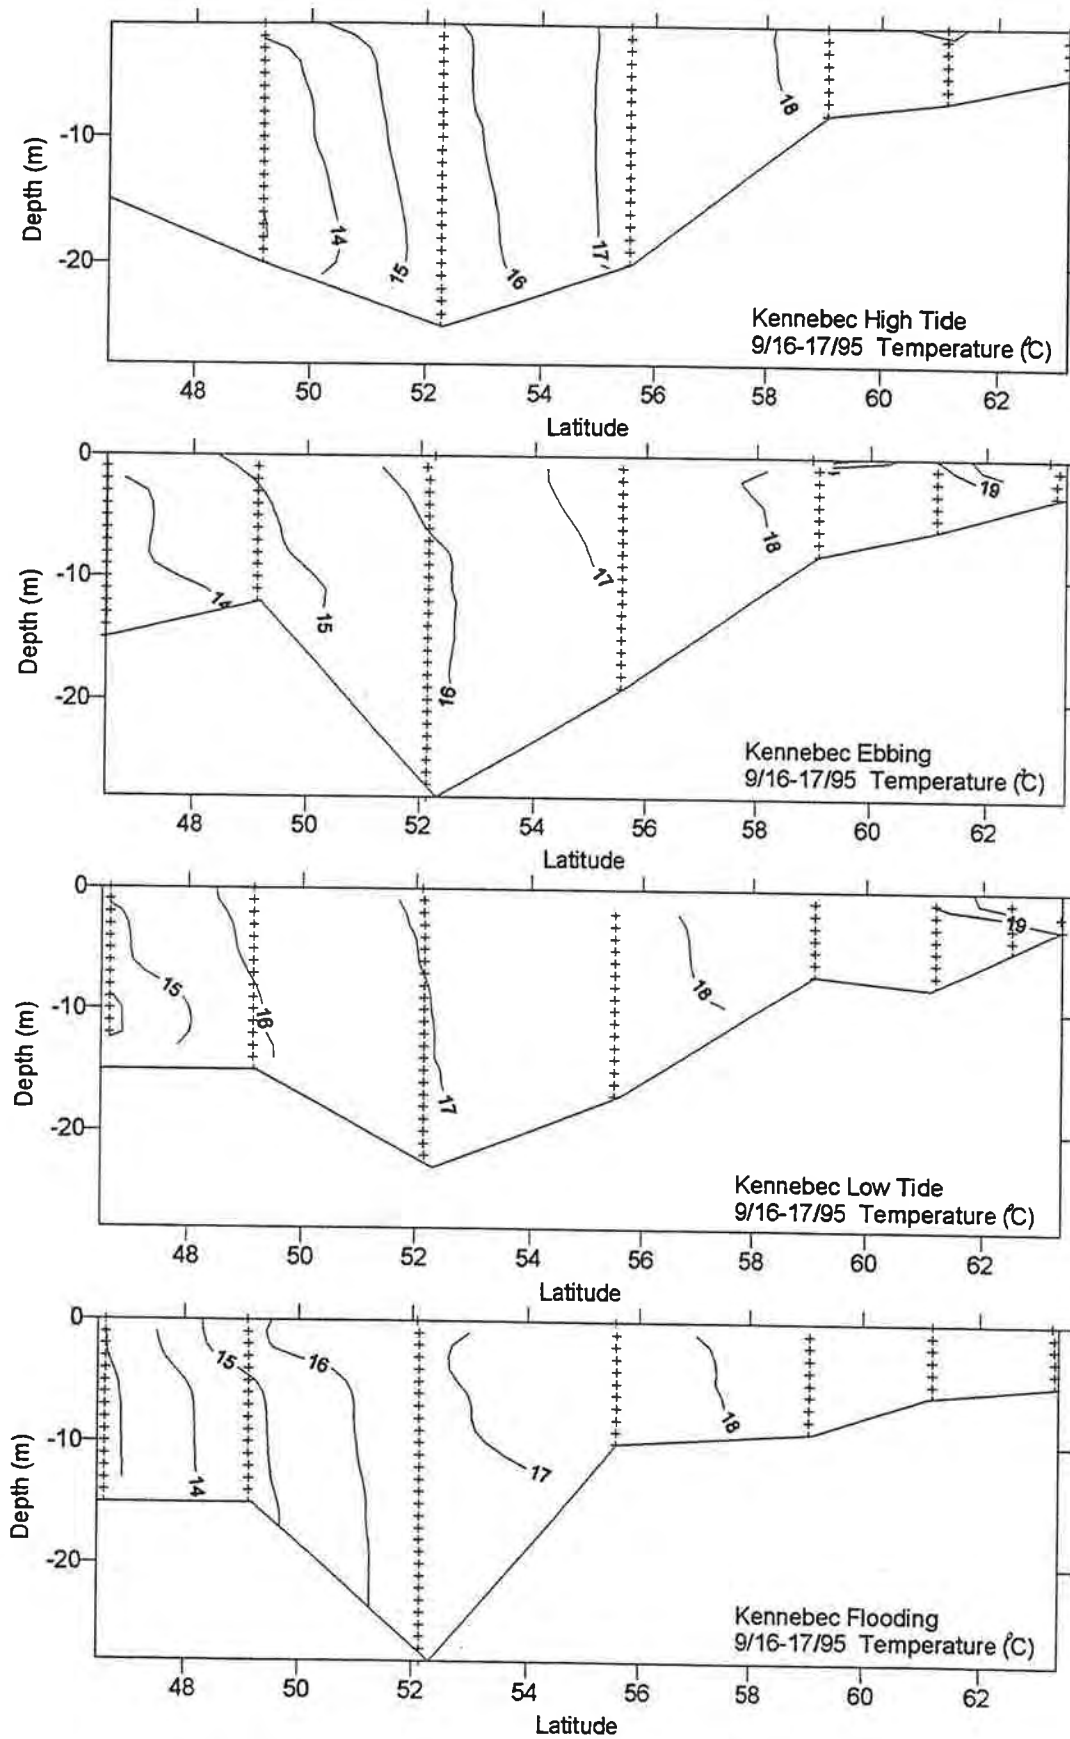 -10
-20
Depth (m)
14
15
16
17
18
Kennebec High Tide
9/16-17/95 Temperature (°C)
48 50 52 54 56 58 60 62
Latitude
0
-10
-20
Depth (m)
14
15
16
17
18
19
Kennebec Ebbing
9/16-17/95 Temperature (°C)
48 50 52 54 56 58 60 62
Latitude
0
-10
-20
Depth (m)
15
16
17
18
19
Kennebec Low Tide
9/16-17/95 Temperature (°C)
48 50 52 54 56 58 60 62
Latitude
0
-10
-20
Depth (m)
14
15
16
17
18
Kennebec Flooding
9/16-17/95 Temperature (°C)
48 50 52 54 56 58 60 62
Latitude